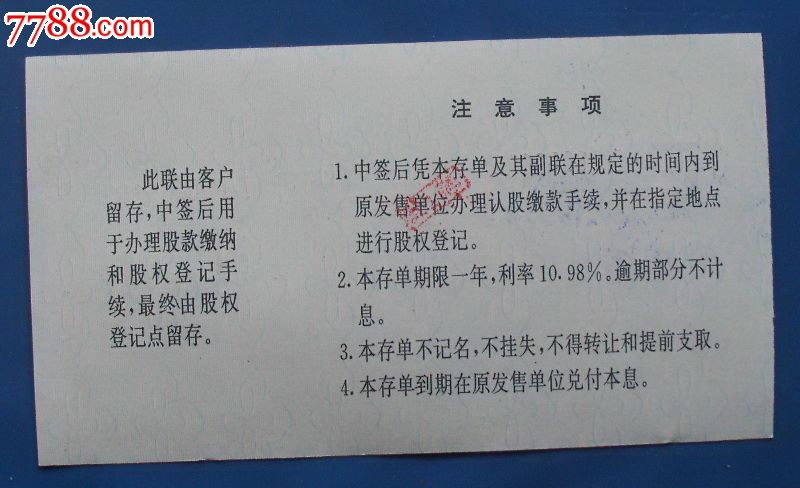 7788.com
注意事项
此联由客户
留存，中签后用
于办理股款缴纳
和股权登记手
续，最终由股权
登记点留存。
1.中签后凭本存单及其副联在规定的时间内到
原发售单位办理认股缴款手续，并在指定地点
进行股权登记。
2.本存单期限一年，利率10.98%。逾期部分不计
息。
3.本存单不记名，不挂失，不得转让和提前支取。
4.本存单到期在原发售单位兑付本息。